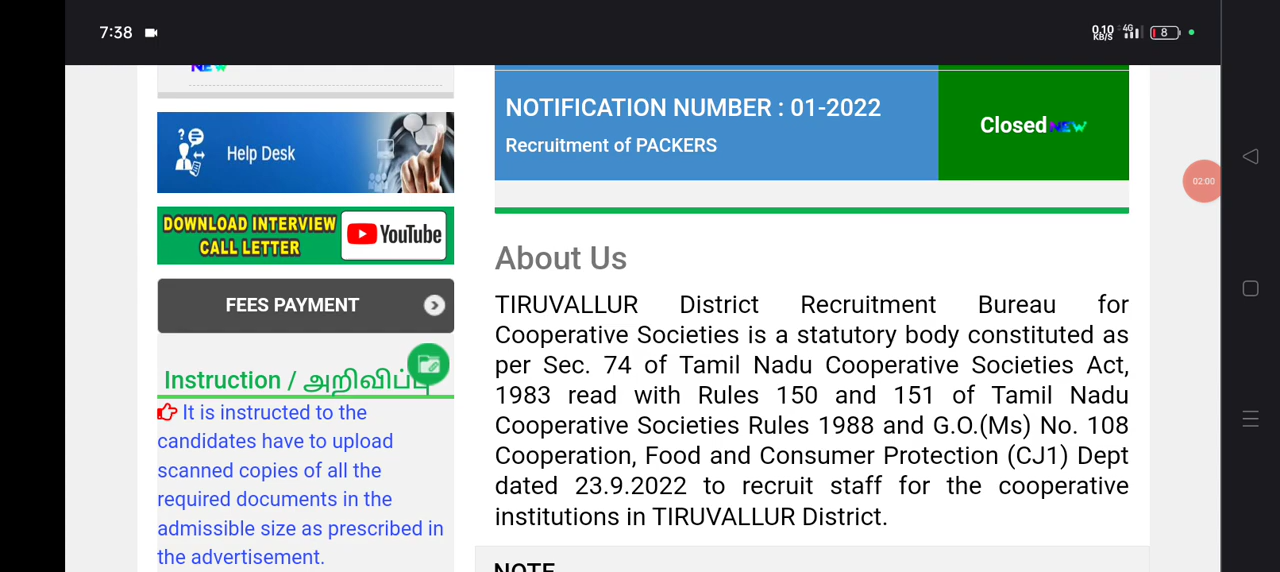 7:38
0.10
KB/S
4G
8
NEW
NOTIFICATION NUMBER : 01-2022
Recruitment of PACKERS
Closed NEW
Help Desk
02:00
DOWNLOAD INTERVIEW
CALL LETTER
YouTube
FEES PAYMENT
Instruction / அறிவிப்பு
It is instructed to the
candidates have to upload
scanned copies of all the
required documents in the
admissible size as prescribed in
the advertisement.
About Us
TIRUVALLUR District Recruitment Bureau for
Cooperative Societies is a statutory body constituted as
per Sec. 74 of Tamil Nadu Cooperative Societies Act,
1983 read with Rules 150 and 151 of Tamil Nadu
Cooperative Societies Rules 1988 and G.O.(Ms) No. 108
Cooperation, Food and Consumer Protection (CJ1) Dept
dated 23.9.2022 to recruit staff for the cooperative
institutions in TIRUVALLUR District.
NOTE